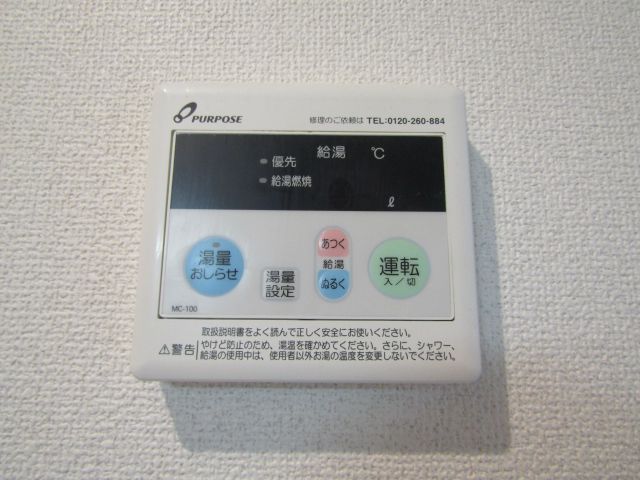 PURPOSE
修理のご依頼は TEL:0120-260-884
給湯 ℃
優先
給湯燃焼
ℓ
湯量
おしらせ
湯量
設定
あつく
給湯
ぬるく
運転
入/切
MC-100
取扱説明書をよく読んで正しく安全にお使いください。
⚠警告
やけど防止のため、湯温を確かめてください。さらに、シャワー、
給湯の使用中は、使用者以外お湯の温度を変更しないでください。